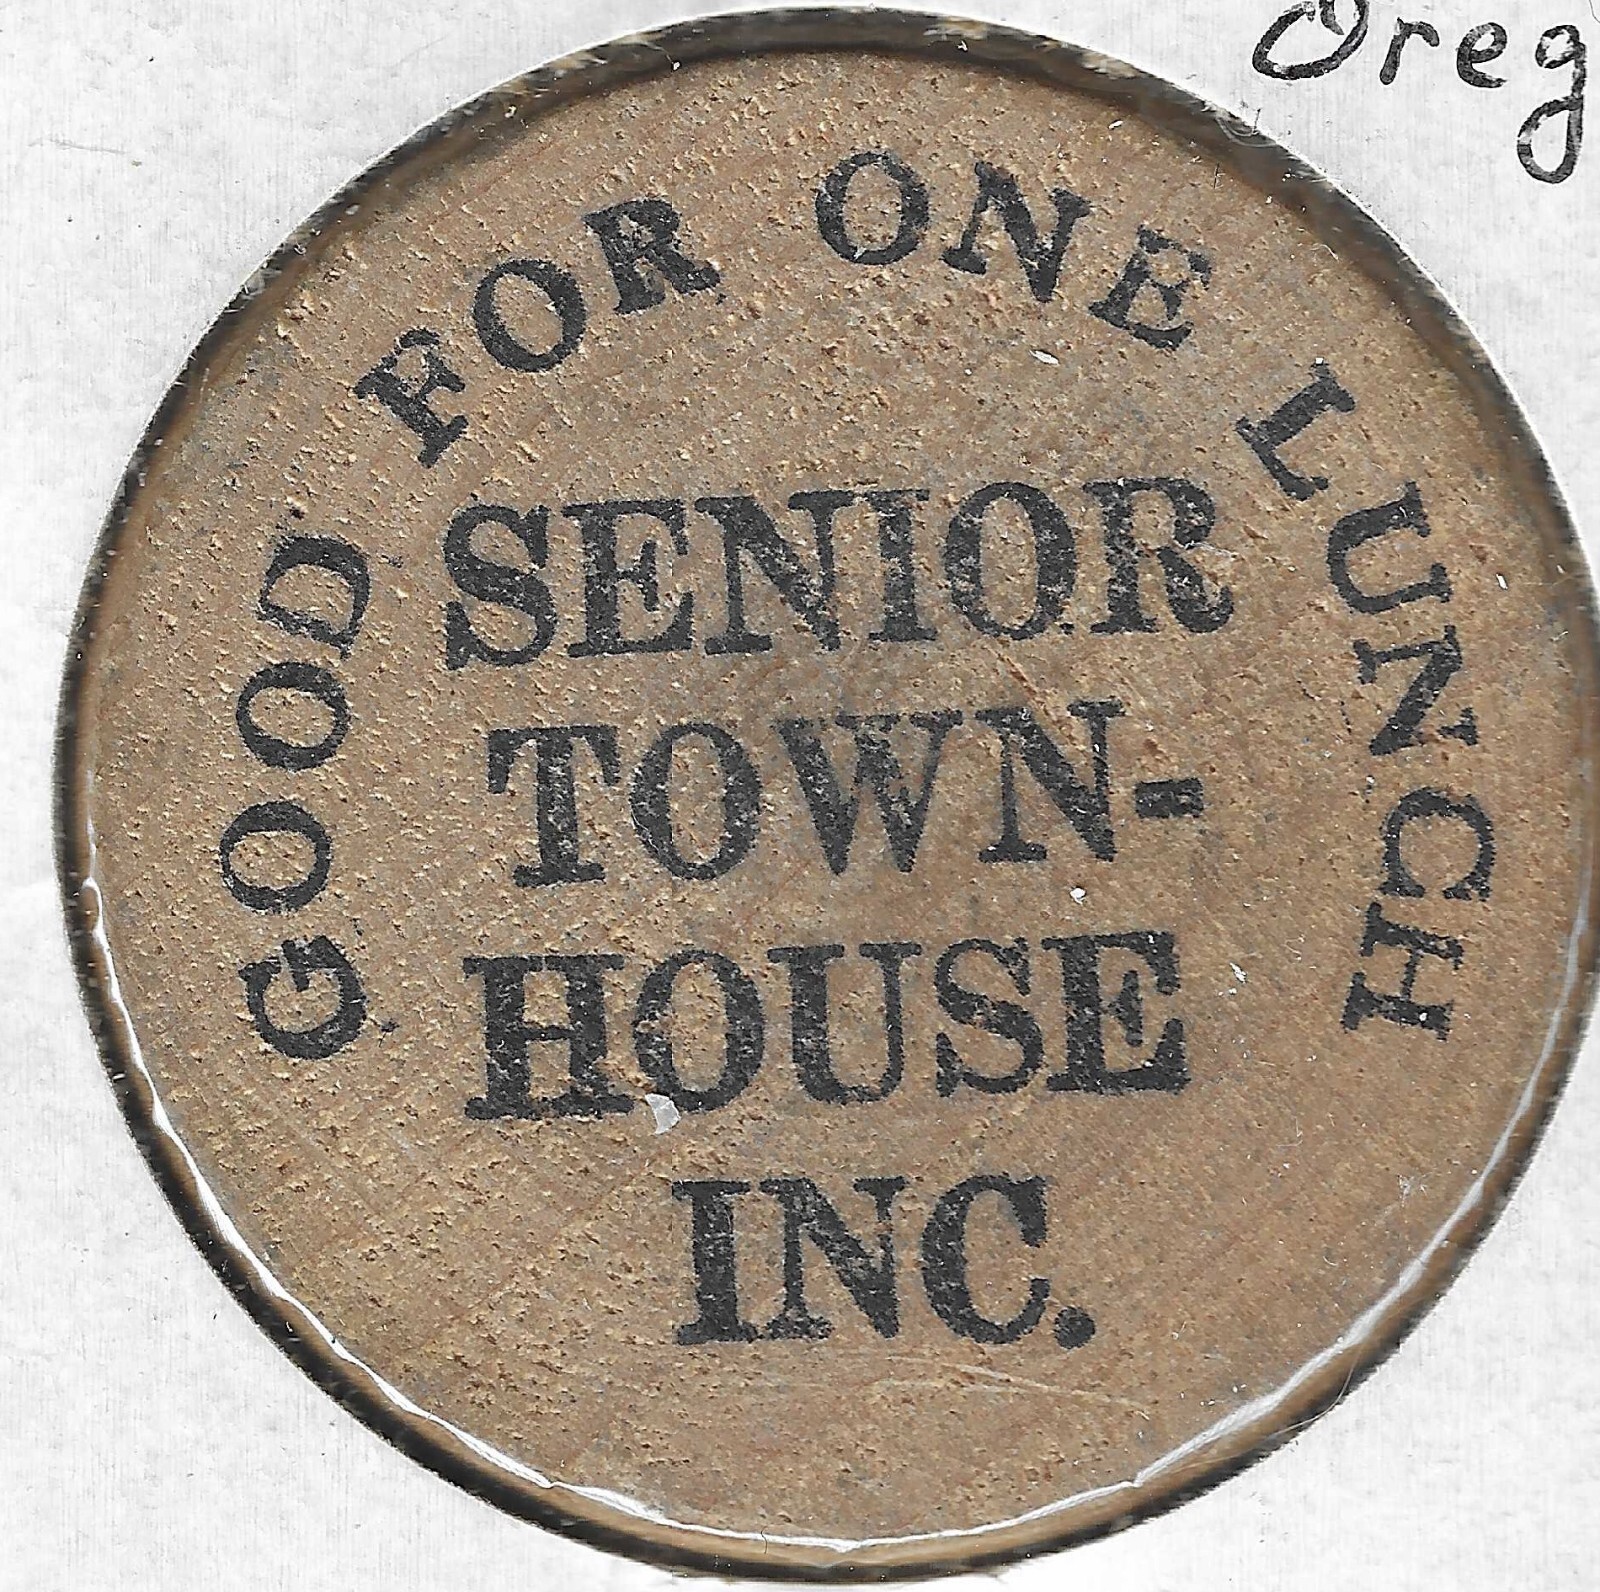 Oreg
GOOD FOR ONE LUNCH
SENIOR
TOWN-
HOUSE
INC.